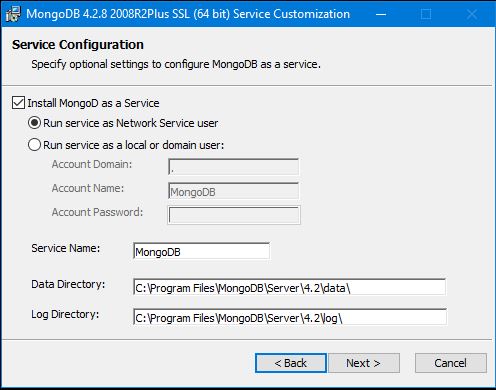 MongoDB 4.2.8 2008R2Plus SSL (64 bit) Service Customization
Service Configuration
Specify optional settings to configure MongoDB as a service.
Install MongoD as a Service
Run service as Network Service user
Run service as a local or domain user:
Account Domain: .
Account Name: MongoDB
Account Password:
Service Name: MongoDB
Data Directory: C:\Program Files\MongoDB\Server\4.2\data\
Log Directory: C:\Program Files\MongoDB\Server\4.2\log\
< Back Next > Cancel